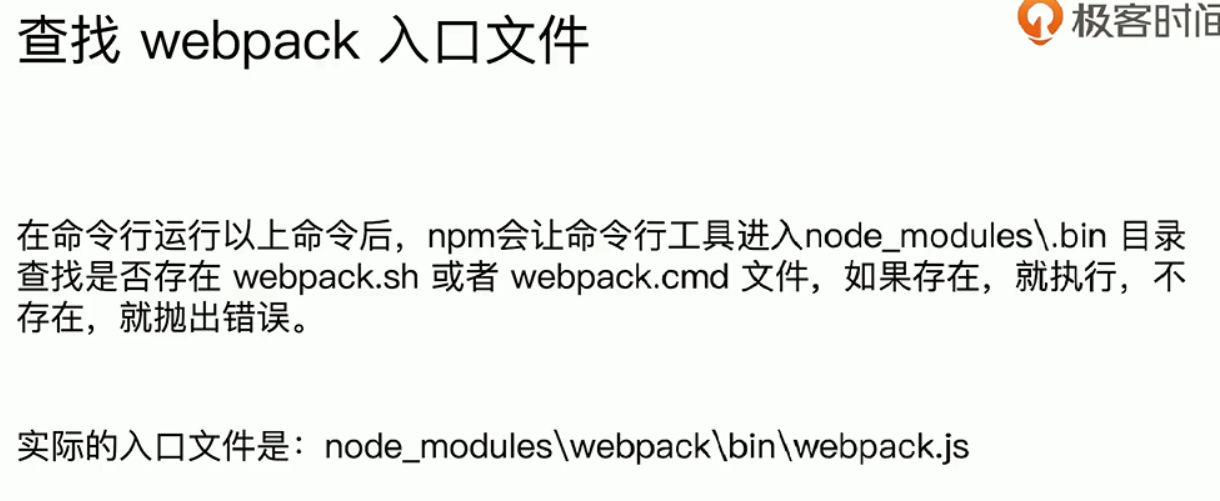 查找 webpack 入口文件
极客时间
在命令行运行以上命令后，npm会让命令行工具进入node_modules\.bin 目录
查找是否存在 webpack.sh 或者 webpack.cmd 文件，如果存在，就执行，不
存在，就抛出错误。
实际的入口文件是：node_modules\webpack\bin\webpack.js